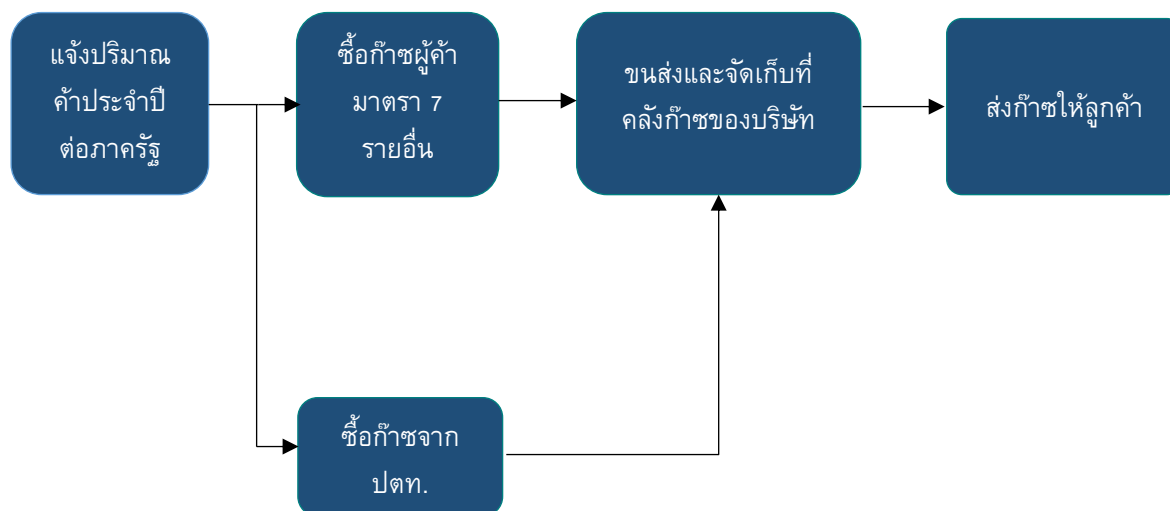 แจ้งปริมาณ
ค้าประจำปี
ต่อภาครัฐ
ซื้อก๊าซผู้ค้า
มาตรา 7
รายอื่น
ขนส่งและจัดเก็บที่
คลังก๊าซของบริษัท
ส่งก๊าซให้ลูกค้า
ซื้อก๊าซจาก
ปตท.